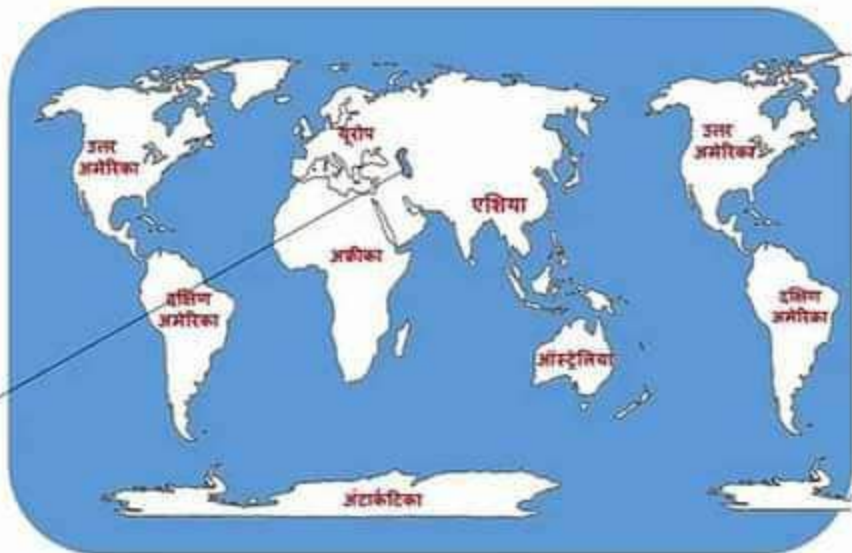 उत्तर
अमेरिका
यूरोप
एशिया
अफ्रीका
दक्षिण
अमेरिका
ऑस्ट्रेलिया
अंटार्कटिका
उत्तर
अमेरिका
दक्षिण
अमेरिका